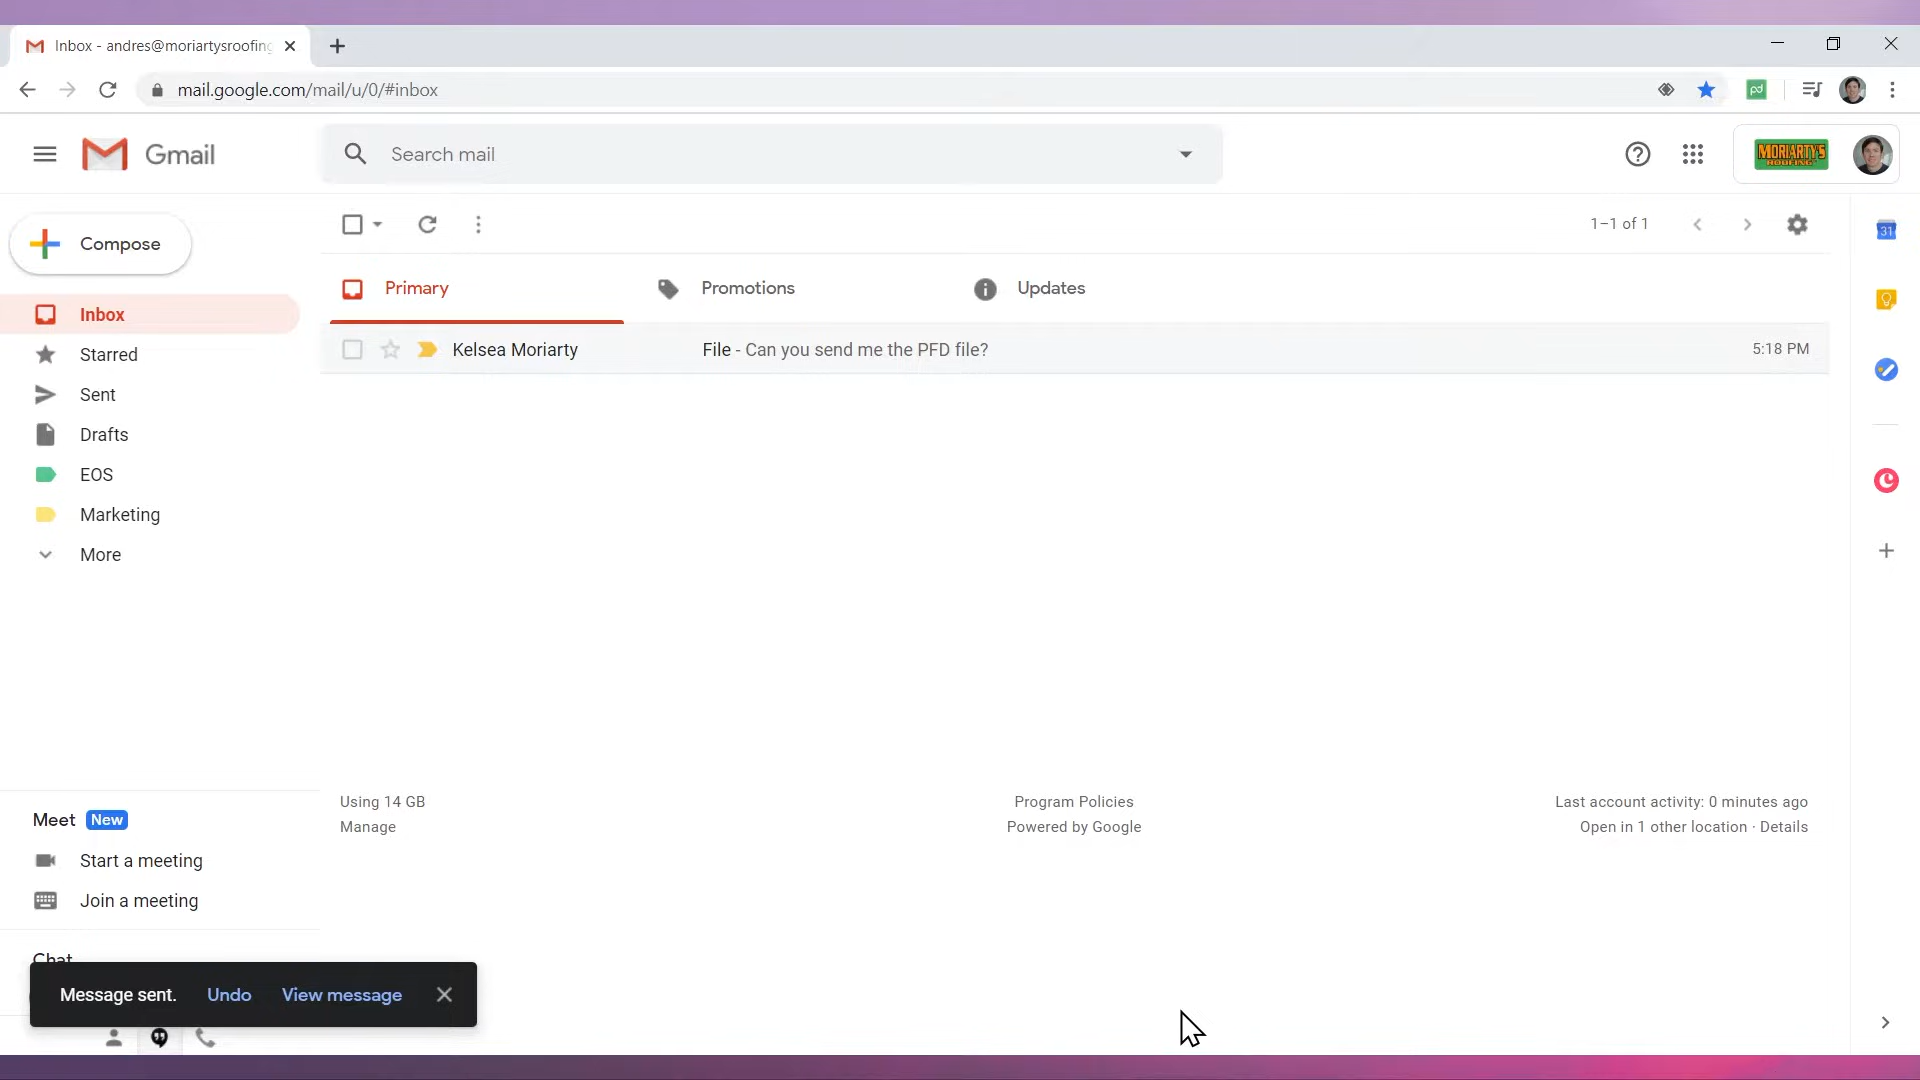 Inbox - andres@moriartysroofing
mail.google.com/mail/u/0/#inbox
Gmail
Search mail
MORIARTY'S
ROOFING
Compose
1–1 of 1
31
Primary
Promotions
Updates
Inbox
Kelsea Moriarty
File - Can you send me the PFD file?
5:18 PM
Starred
Sent
Drafts
EOS
Marketing
More
Using 14 GB
Manage
Program Policies
Powered by Google
Last account activity: 0 minutes ago
Open in 1 other location · Details
Meet New
Start a meeting
Join a meeting
Chat
Message sent. Undo View message